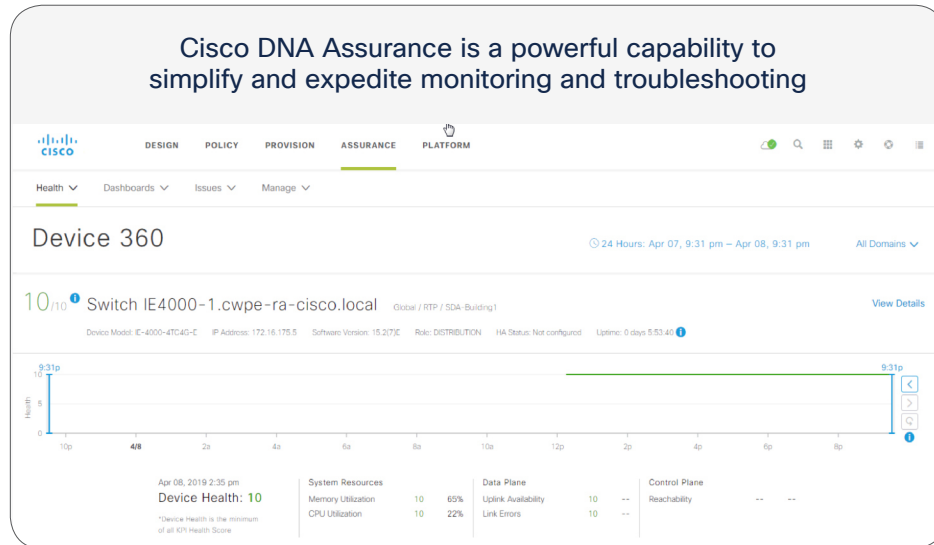 Cisco DNA Assurance is a powerful capability to
simplify and expedite monitoring and troubleshooting
CISCO DESIGN POLICY PROVISION ASSURANCE PLATFORM
Health Dashboards Issues Manage
Device 360 24 Hours: Apr 07, 9:31 pm – Apr 08, 9:31 pm All Domains
10/10 Switch IE4000-1.cwpe-ra-cisco.local Global / RTP / SDA-Building1 View Details
Device Model: IE-4000-4TC4G-E IP Address: 172.16.175.5 Software Version: 15.2(7)E Role: DISTRIBUTION HA Status: Not configured Uptime: 0 days 5:53:40
9:31p 9:31p
10
Health 5
0
10p 4/8 2a 4a 6a 8a 10a 12p 2p 4p 6p 8p
Apr 08, 2019 2:35 pm System Resources Data Plane Control Plane
Device Health: 10 Memory Utilization 10 65% Uplink Availability 10 -- Reachability -- --
CPU Utilization 10 22% Link Errors 10 --
*Device Health is the minimum
of all KPI Health Score